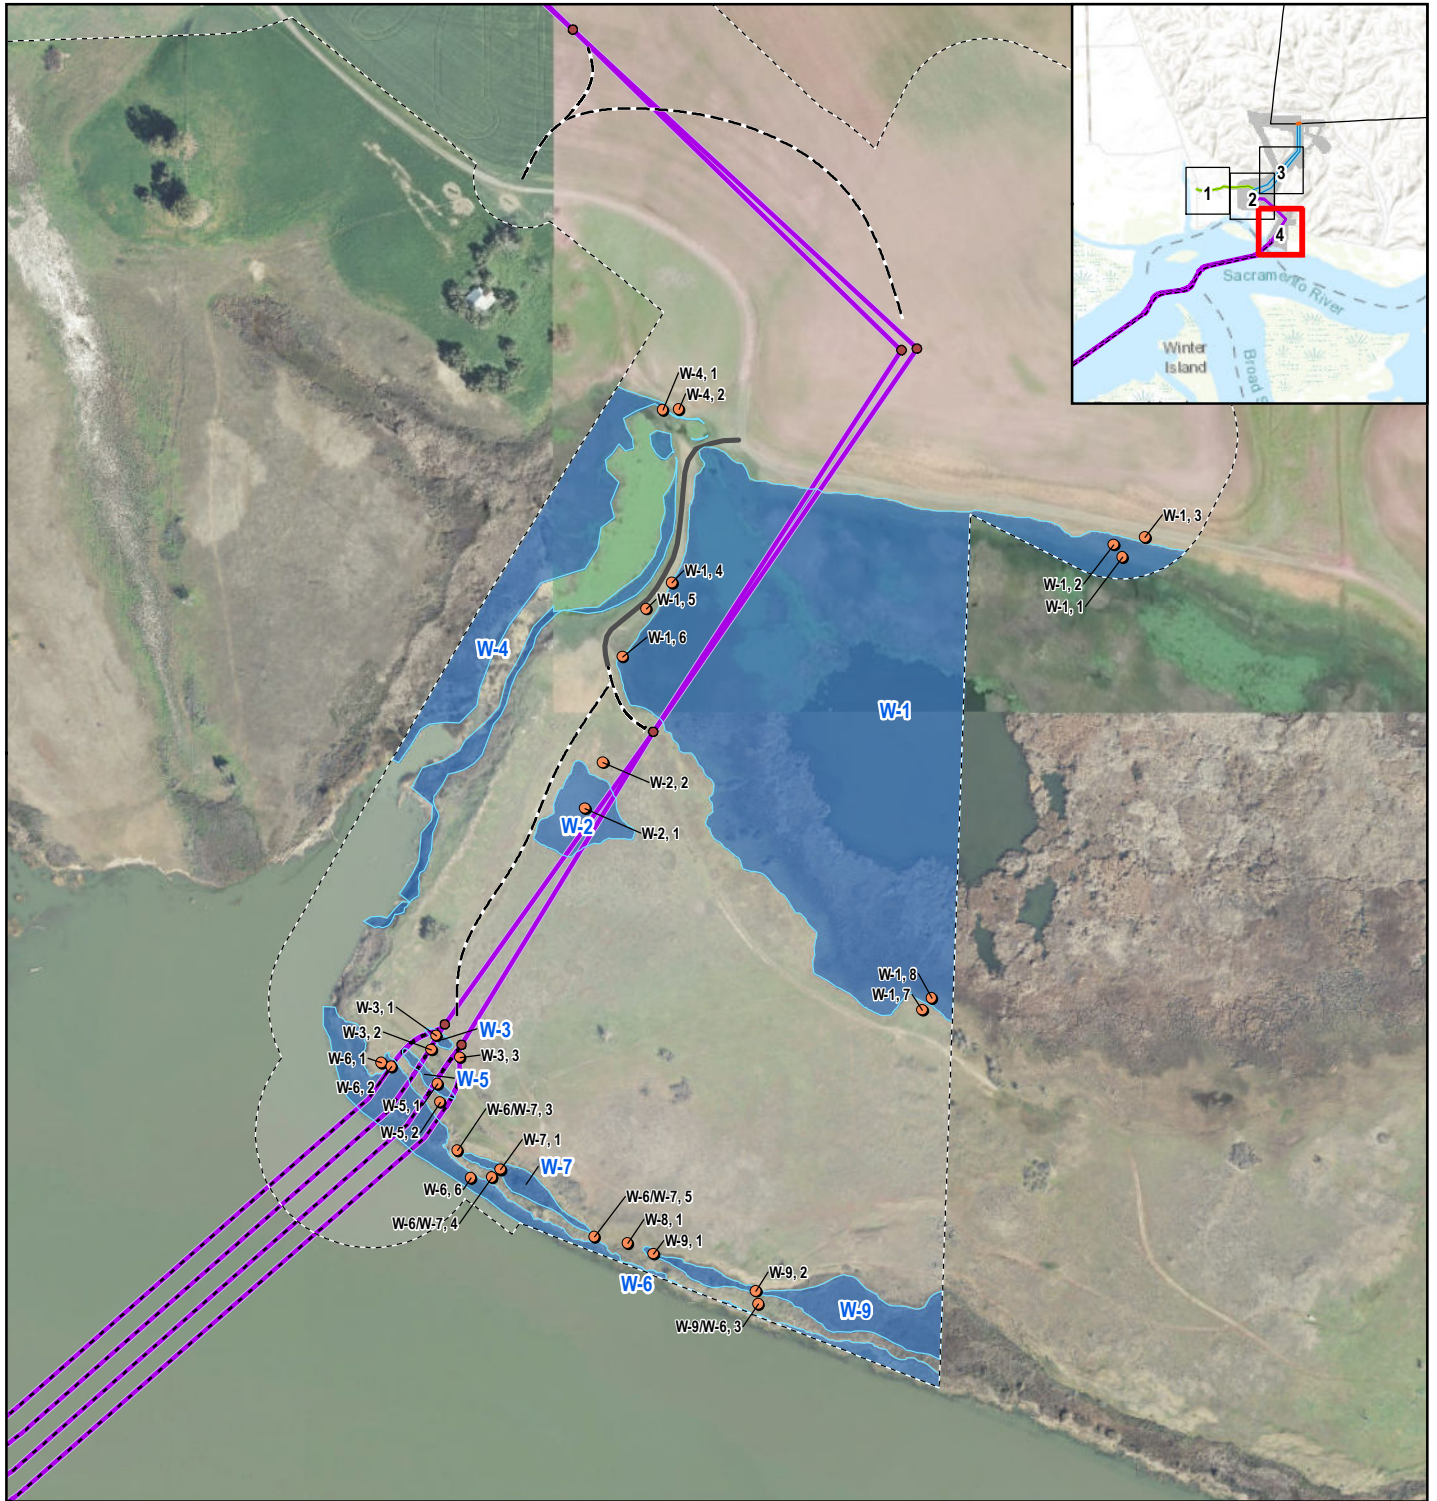 1
2
3
4
Sacramento River
Winter
Island
Broad S
W-4, 1
W-4, 2
W-1, 3
W-1, 2
W-1, 1
W-1, 4
W-1, 5
W-1, 6
W-4
W-1
W-2, 2
W-2
W-2, 1
W-1, 8
W-1, 7
W-3, 1
W-3
W-3, 2
W-3, 3
W-6, 1
W-5
W-6, 2
W-5, 1
W-6/W-7, 3
W-5, 2
W-7, 1
W-7
W-6, 6
W-6/W-7, 5
W-6/W-7, 4
W-8, 1
W-9, 1
W-9, 2
W-6
W-9
W-9/W-6, 3